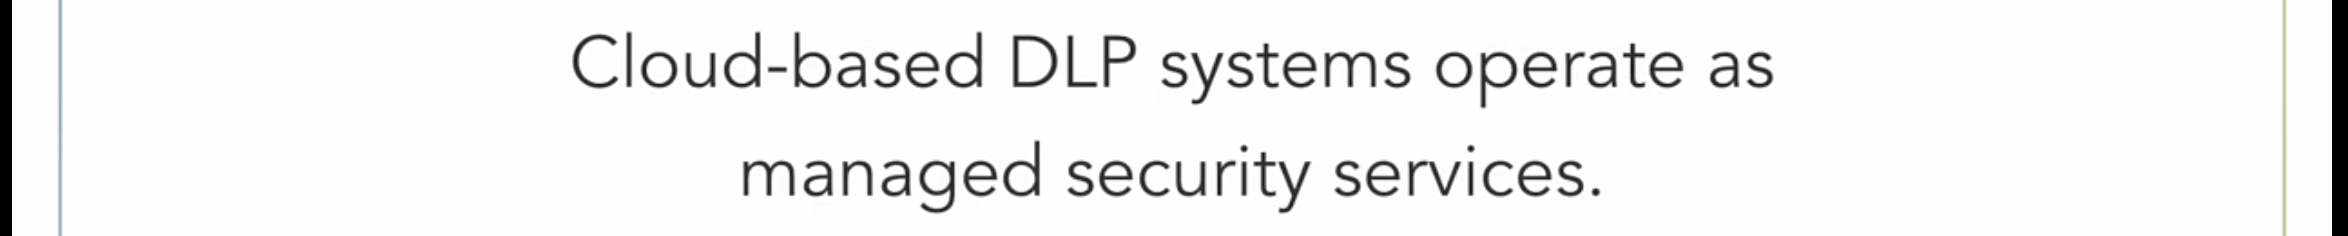 Cloud-based DLP systems operate as
managed security services.